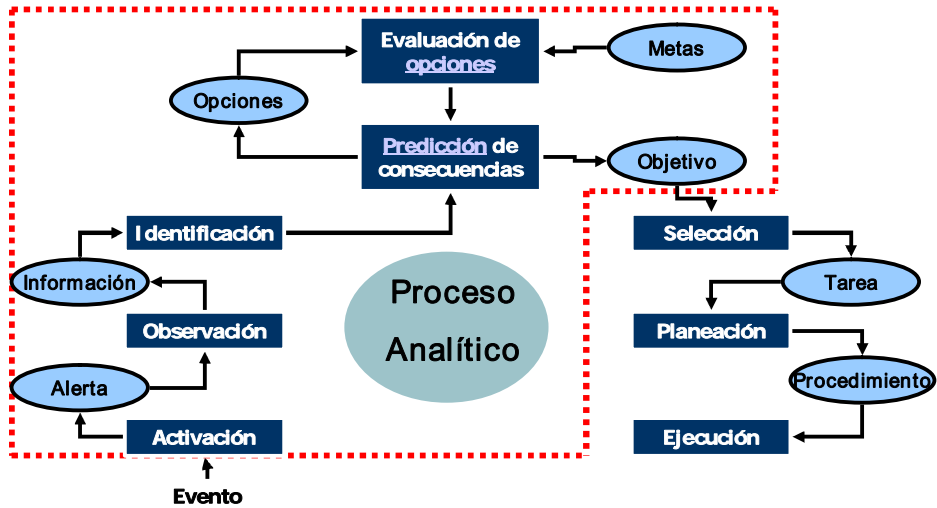 Evaluación de
opciones
Metas
Opciones
Predicción de
consecuencias
Objetivo
Identificación
Selección
Información
Proceso
Analítico
Tarea
Observación
Planeación
Alerta
Procedimiento
Activación
Ejecución
Evento